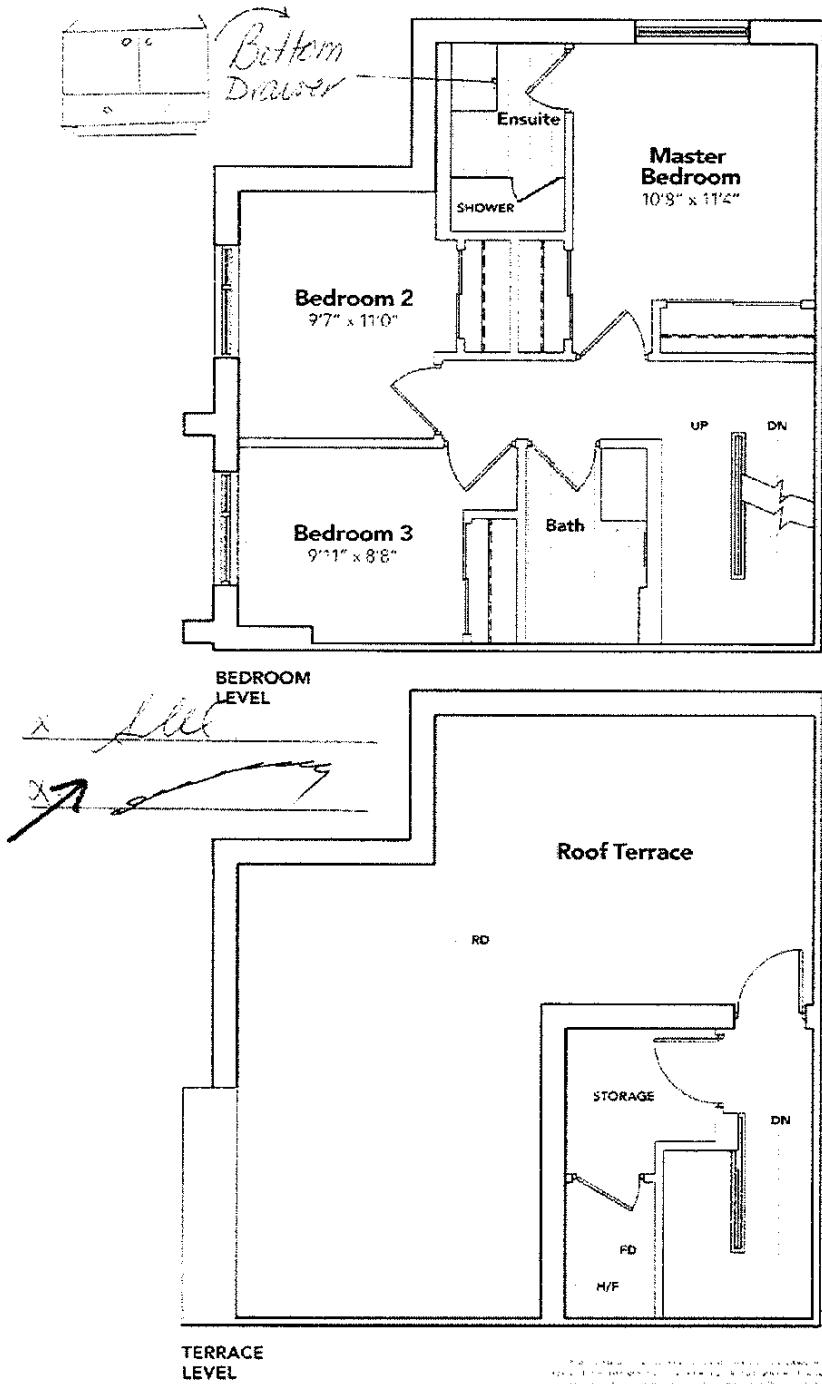 Bottom
Drawer
Ensuite
Master
Bedroom
10'8" x 11'4"
SHOWER
Bedroom 2
9'7" x 11'0"
UP
DN
Bedroom 3
9'11" x 8'8"
Bath
BEDROOM
LEVEL
X
X
Roof Terrace
RD
STORAGE
DN
FD
H/F
TERRACE
LEVEL